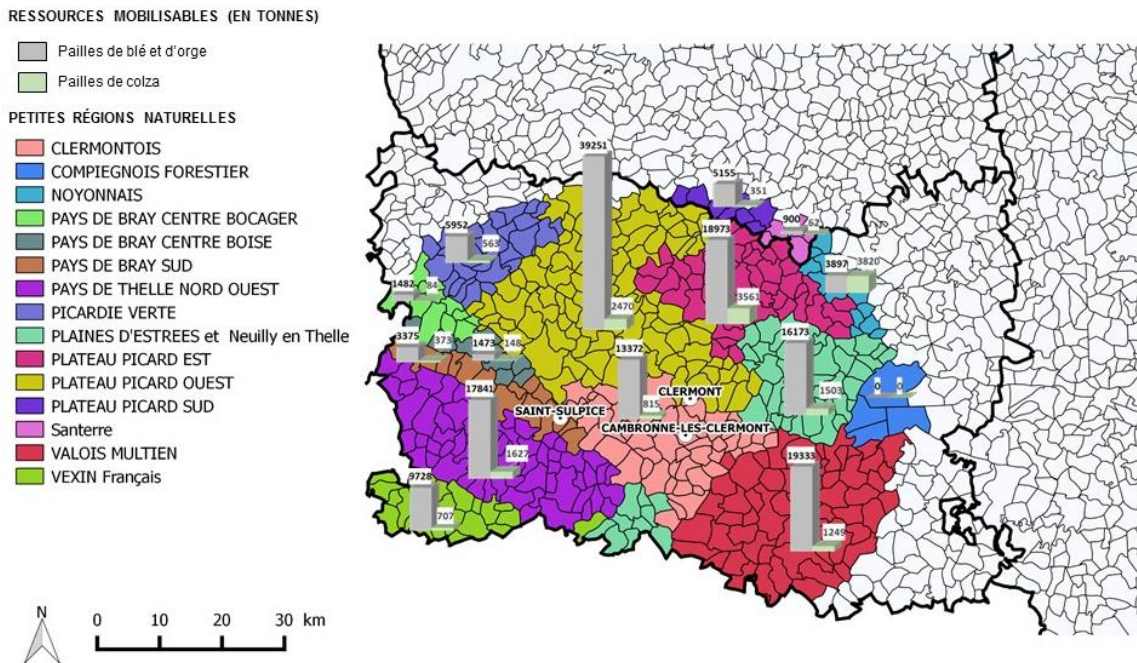 RESSOURCES MOBILISABLES (EN TONNES)
Pailles de blé et d'orge
Pailles de colza
PETITES RÉGIONS NATURELLES
CLERMONTOIS
COMPIEGNOIS FORESTIER
NOYONNAIS
PAYS DE BRAY CENTRE BOCAGER
PAYS DE BRAY CENTRE BOISE
PAYS DE BRAY SUD
PAYS DE THELLE NORD OUEST
PICARDIE VERTE
PLAINES D'ESTREES et Neuilly en Thelle
PLATEAU PICARD EST
PLATEAU PICARD OUEST
PLATEAU PICARD SUD
Santerre
VALOIS MULTIEN
VEXIN Français
39251
2470
5155
351
900
62
5952
563
18973
3561
3897
3820
1482
84
3375
373
1473
148
16173
1503
13372
815
0
0
17841
1627
CLERMONT
SAINT-SULPICE
CAMBRONNE-LES-CLERMONT
19333
1249
9728
707
N
0 10 20 30 km